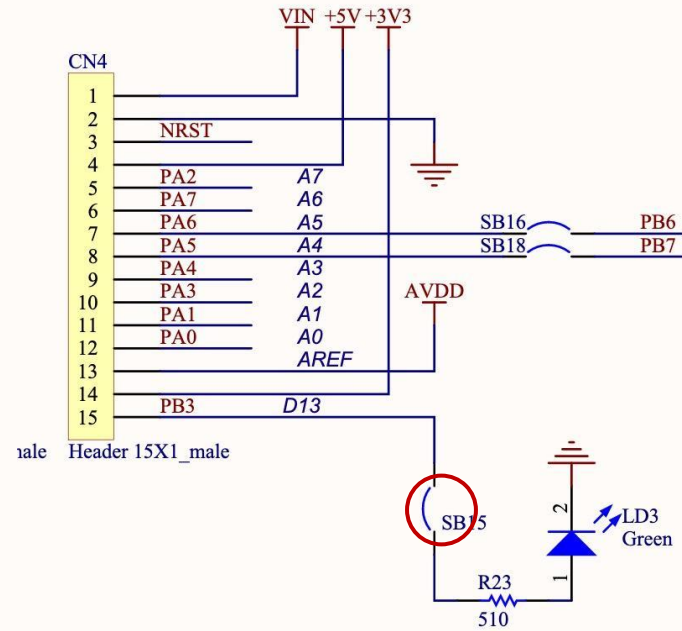 VIN +5V +3V3
CN4
1
2
3 NRST
4
5 PA2 A7
6 PA7 A6
7 PA6 A5 SB16 PB6
8 PA5 A4 SB18 PB7
9 PA4 A3
10 PA3 A2
11 PA1 A1
12 PA0 A0
13 AREF AVDD
14
15 PB3 D13
Header 15X1_male
SB15
2
LD3
Green
1
R23
510